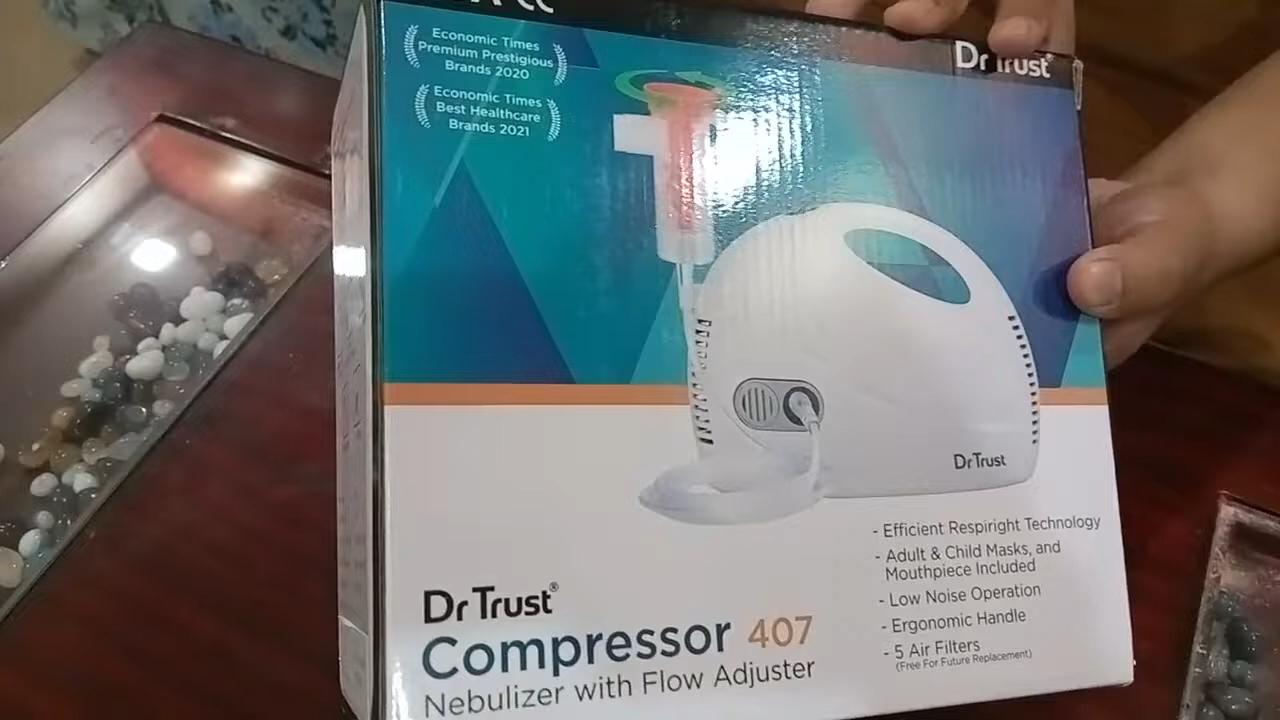 Economic Times
Premium Prestigious
Brands 2020
Economic Times
Best Healthcare
Brands 2021
Dr Trust
Dr Trust
- Efficient Respiright Technology
- Adult & Child Masks, and
Mouthpiece Included
- Low Noise Operation
- Ergonomic Handle
- 5 Air Filters
(Free For Future Replacement)
Dr Trust®
Compressor 407
Nebulizer with Flow Adjuster